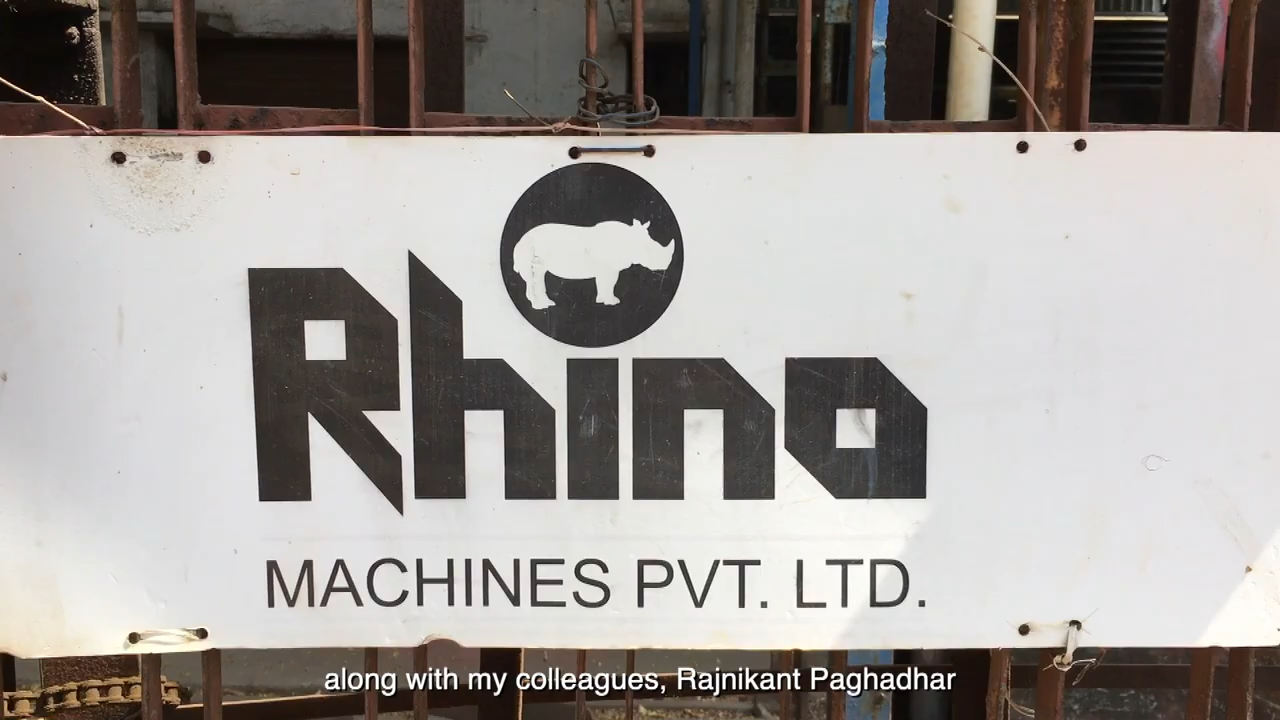 Rhino
MACHINES PVT. LTD.
along with my colleagues, Rajnikant Paghadhar